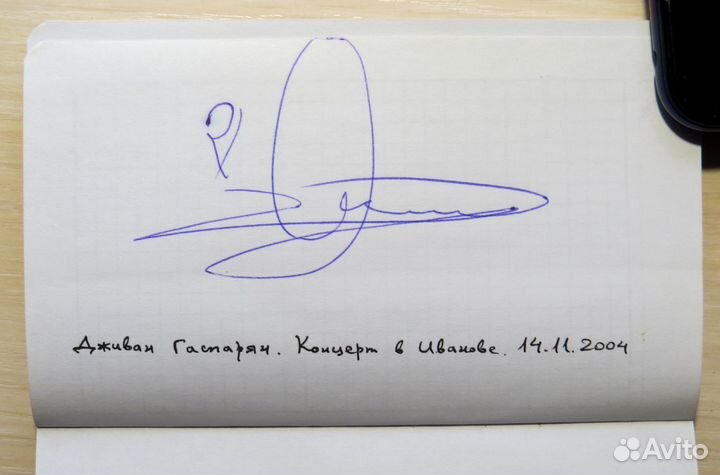 Дживан Гаспарян. Концерт в Иванове. 14.11.2004
Avito